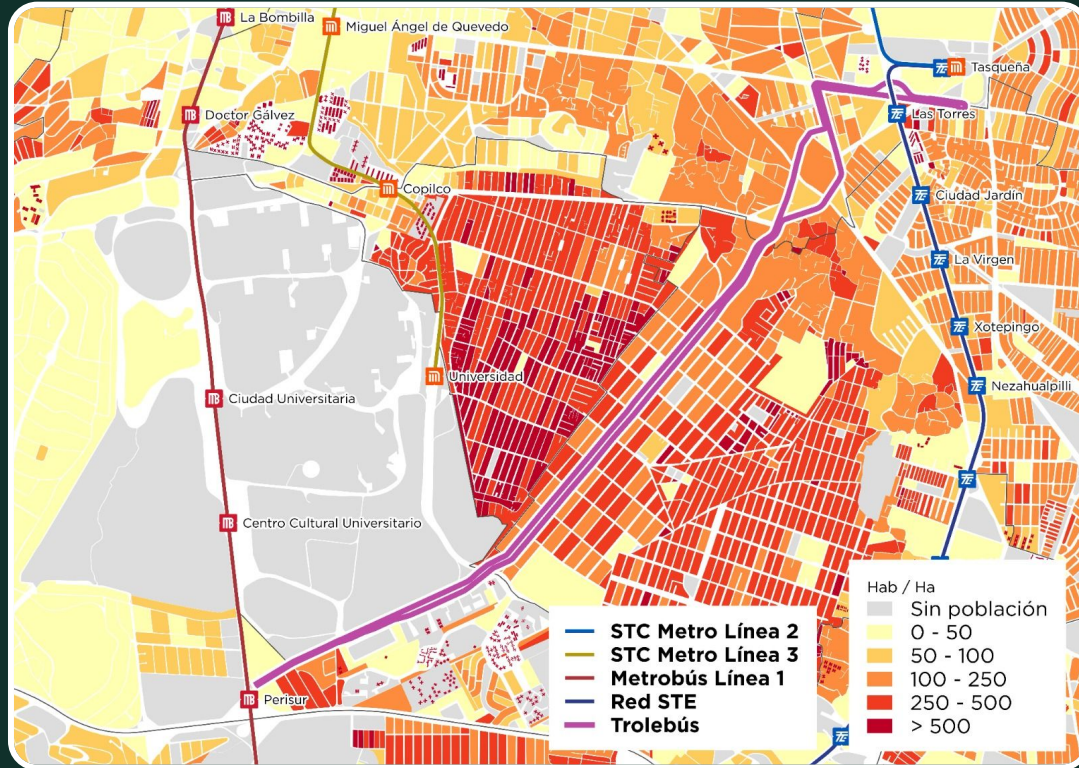 La Bombilla
Miguel Ángel de Quevedo
Tasqueña
Doctor Gálvez
Las Torres
Copilco
Ciudad Jardín
La Virgen
Xotepingo
Universidad
Nezahualpilli
Ciudad Universitaria
Centro Cultural Universitario
Perisur
STC Metro Línea 2
STC Metro Línea 3
Metrobús Línea 1
Red STE
Trolebús
Hab / Ha
Sin población
0 - 50
50 - 100
100 - 250
250 - 500
> 500